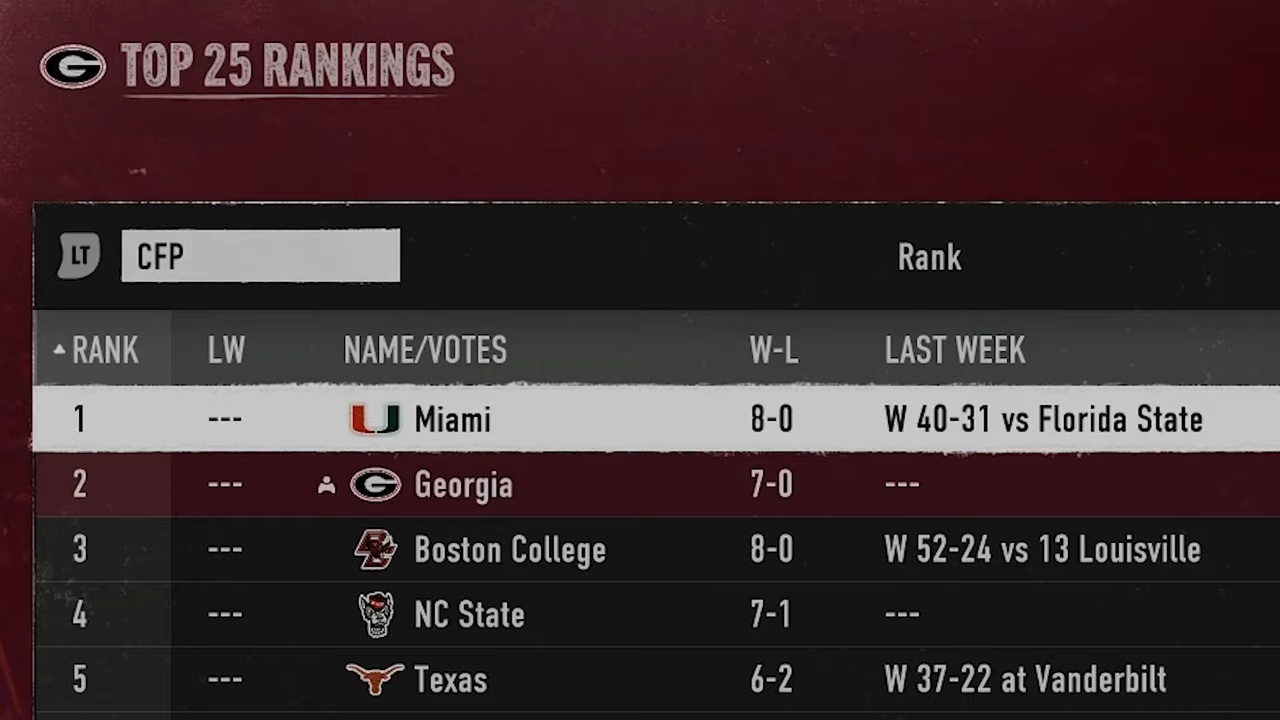 G TOP 25 RANKINGS
LT CFP Rank
RANK LW NAME/VOTES W-L LAST WEEK
1 --- U Miami 8-0 W 40-31 vs Florida State
2 --- G Georgia 7-0 ---
3 --- BC Boston College 8-0 W 52-24 vs 13 Louisville
4 --- NC State 7-1 ---
5 --- Texas 6-2 W 37-22 at Vanderbilt